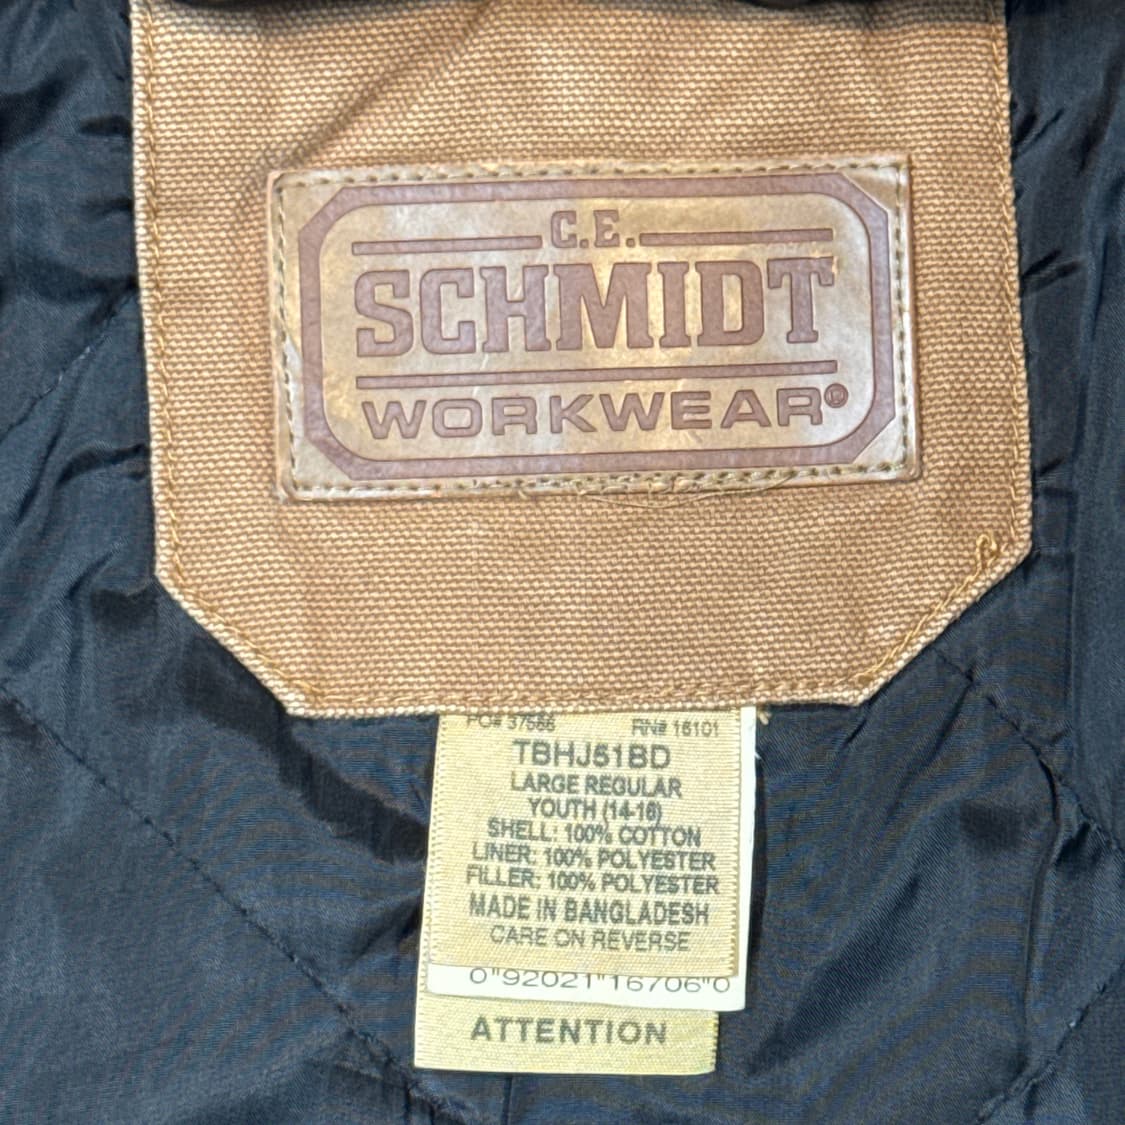 C.E.
SCHMIDT
WORKWEAR®
PO# 37566 RN# 16101
TBHJ51BD
LARGE REGULAR
YOUTH (14-16)
SHELL: 100% COTTON
LINER: 100% POLYESTER
FILLER: 100% POLYESTER
MADE IN BANGLADESH
CARE ON REVERSE
0"92021"16706"0
ATTENTION